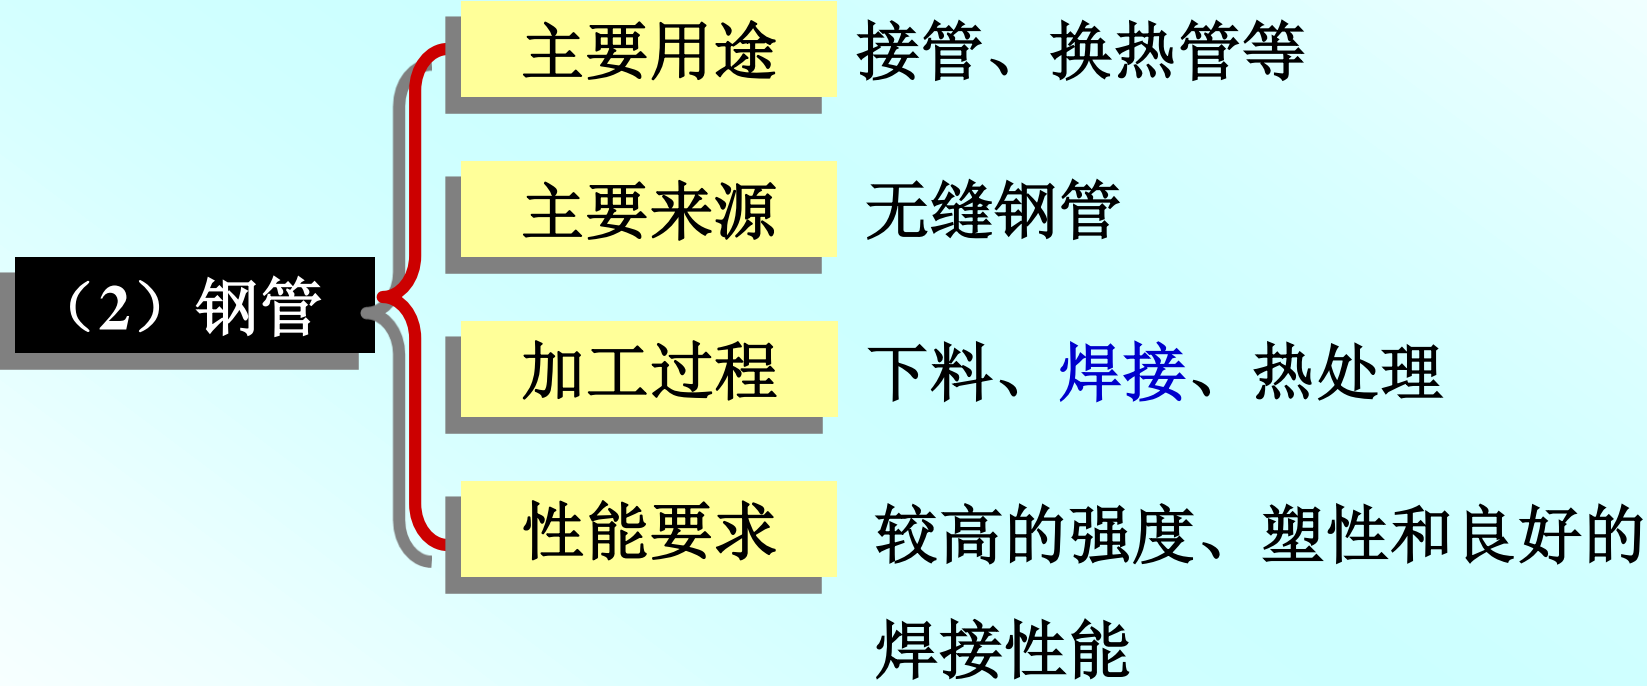 主要用途 接管、换热管等
主要来源 无缝钢管
（2）钢管
加工过程 下料、焊接、热处理
性能要求 较高的强度、塑性和良好的
焊接性能